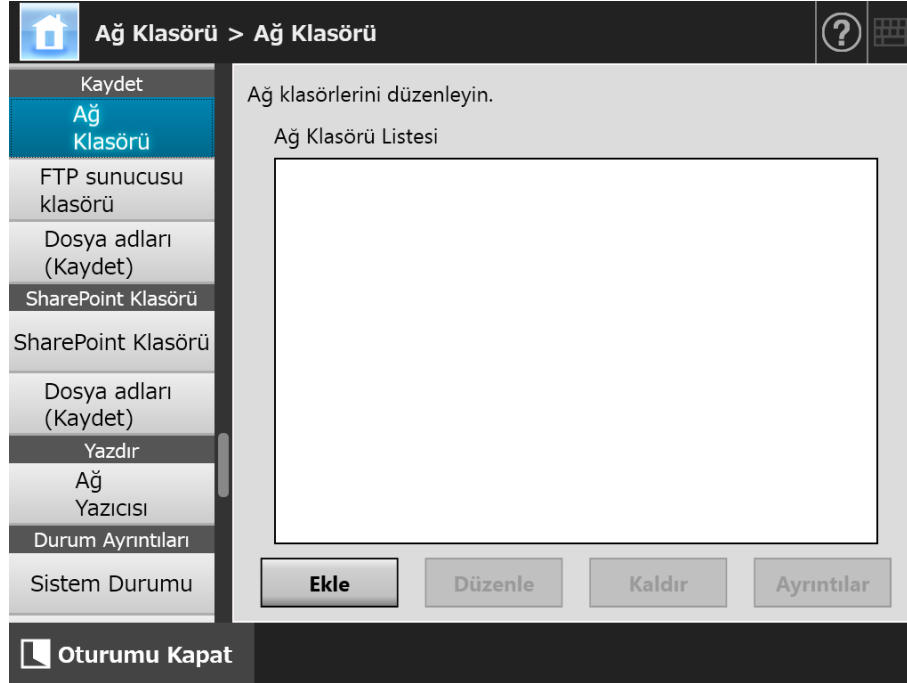 Ağ Klasörü > Ağ Klasörü
?
Kaydet
Ağ
Klasörü
FTP sunucusu
klasörü
Dosya adları
(Kaydet)
SharePoint Klasörü
SharePoint Klasörü
Dosya adları
(Kaydet)
Yazdır
Ağ
Yazıcısı
Durum Ayrıntıları
Sistem Durumu
Ağ klasörlerini düzenleyin.
Ağ Klasörü Listesi
Ekle
Düzenle
Kaldır
Ayrıntılar
Oturumu Kapat